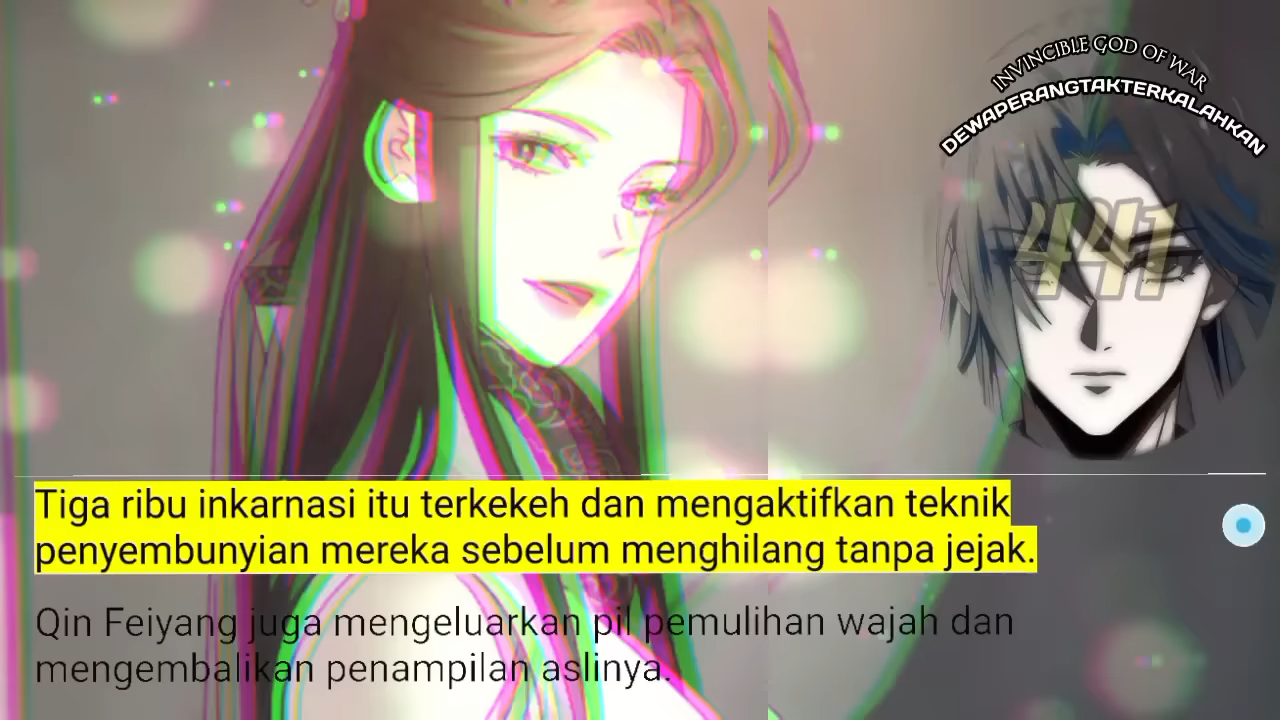 INVINCIBLE GOD OF WAR
DEWAPERANGTAKTERKALAHKAN
441
Tiga ribu inkarnasi itu terkekeh dan mengaktifkan teknik
penyembunyian mereka sebelum menghilang tanpa jejak.
Qin Feiyang juga mengeluarkan pil pemulihan wajah dan
mengembalikan penampilan aslinya.